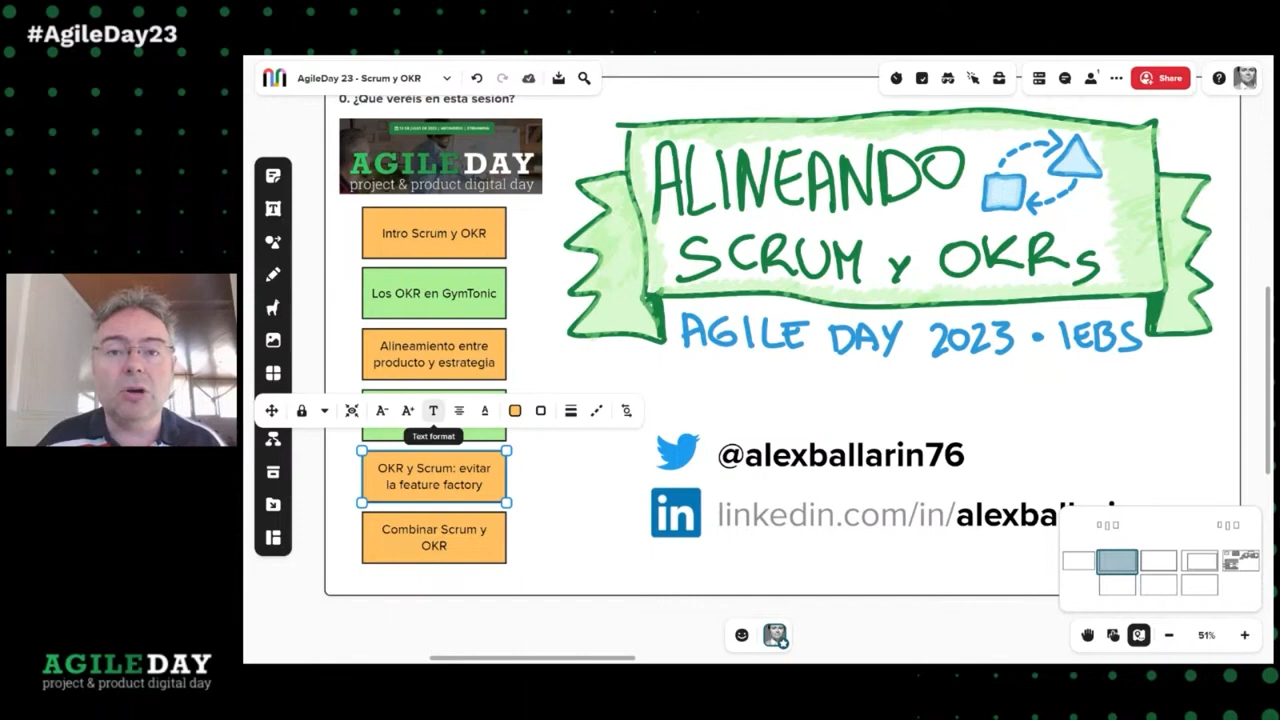 #AgileDay23
AgileDay 23 - Scrum y OKR
Share
0. ¿Qué veréis en esta sesión?
AGILEDAY
project & product digital day
Intro Scrum y OKR
Los OKR en GymTonic
Alineamiento entre
producto y estrategia
Text format
OKR y Scrum: evitar
la feature factory
Combinar Scrum y
OKR
ALINEANDO
SCRUM y OKRs
AGILE DAY 2023 • IEBS
@alexballarin76
in
linkedin.com/in/alexba
51%
AGILEDAY
project & product digital day